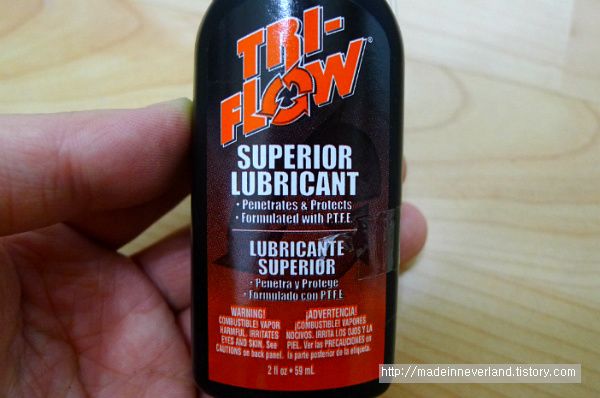 TRI-
FLOW®
SUPERIOR
LUBRICANT
• Penetrates & Protects
• Formulated with P.T.F.E.
LUBRICANTE
SUPERIOR
• Penetra y Protege
• Formulado con P.T.F.E.
WARNING!
COMBUSTIBLE! VAPOR
HARMFUL. IRRITATES
EYES AND SKIN. See
CAUTIONS on back panel.
¡ADVERTENCIA!
¡COMBUSTIBLE! VAPORES
NOCIVOS. IRRITA LOS OJOS Y LA
PIEL. Ver las PRECAUCIONES en
la parte posterior de la etiqueta.
2 fl oz • 59 mL
http://madeinneverland.tistory.com